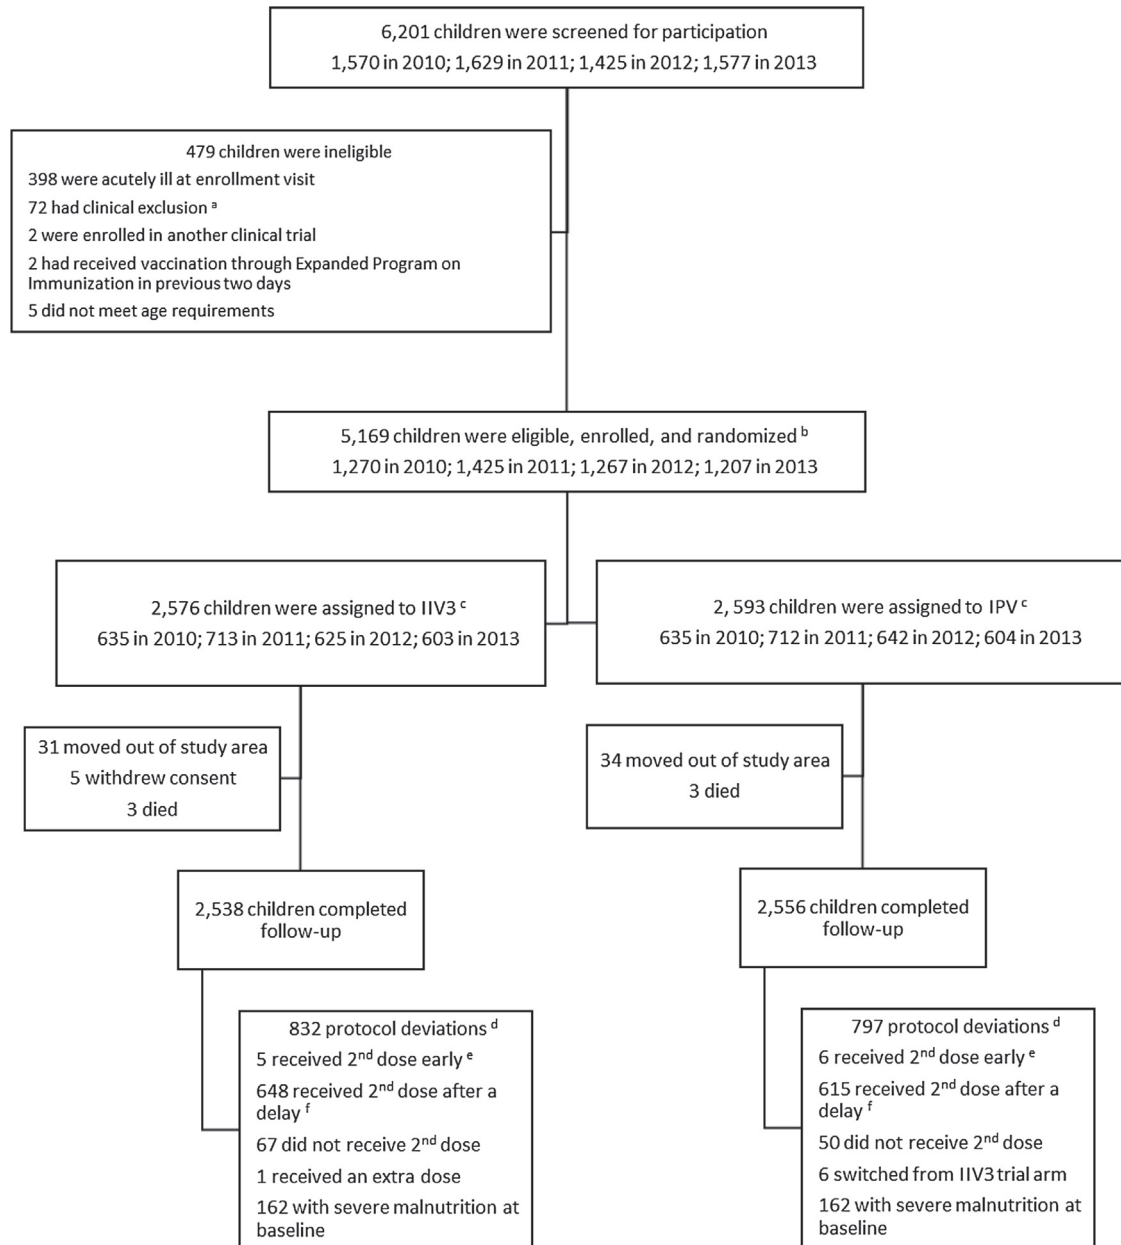 6,201 children were screened for participation
1,570 in 2010; 1,629 in 2011; 1,425 in 2012; 1,577 in 2013
479 children were ineligible
398 were acutely ill at enrollment visit
72 had clinical exclusion a
2 were enrolled in another clinical trial
2 had received vaccination through Expanded Program on
Immunization in previous two days
5 did not meet age requirements
5,169 children were eligible, enrolled, and randomized b
1,270 in 2010; 1,425 in 2011; 1,267 in 2012; 1,207 in 2013
2,576 children were assigned to IIV3 c
635 in 2010; 713 in 2011; 625 in 2012; 603 in 2013
2,593 children were assigned to IPV c
635 in 2010; 712 in 2011; 642 in 2012; 604 in 2013
31 moved out of study area
5 withdrew consent
3 died
34 moved out of study area
3 died
2,538 children completed
follow-up
2,556 children completed
follow-up
832 protocol deviations d
5 received 2nd dose early e
648 received 2nd dose after a
delay f
67 did not receive 2nd dose
1 received an extra dose
162 with severe malnutrition at
baseline
797 protocol deviations d
6 received 2nd dose early e
615 received 2nd dose after a
delay f
50 did not receive 2nd dose
6 switched from IIV3 trial arm
162 with severe malnutrition at
baseline